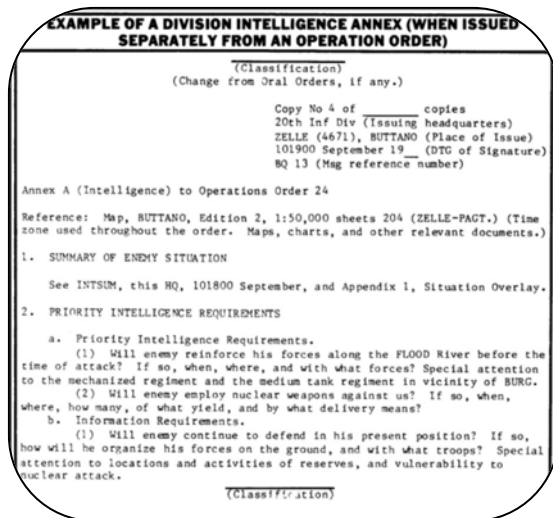 EXAMPLE OF A DIVISION INTELLIGENCE ANNEX (WHEN ISSUED
SEPARATELY FROM AN OPERATION ORDER)
(Classification)
(Change from Oral Orders, if any.)
Copy No 4 of ________ copies
20th Inf Div (Issuing headquarters)
ZELLE (4671), BUTTANO (Place of Issue)
101900 September 19__ (DTG of Signature)
BQ 13 (Msg reference number)
Annex A (Intelligence) to Operations Order 24
Reference: Map, BUTTANO, Edition 2, 1:50,000 sheets 204 (ZELLE-PAGT.) (Time
zone used throughout the order. Maps, charts, and other relevant documents.)
1. SUMMARY OF ENEMY SITUATION
See INTSUM, this HQ, 101800 September, and Appendix 1, Situation Overlay.
2. PRIORITY INTELLIGENCE REQUIREMENTS
a. Priority Intelligence Requirements.
(1) Will enemy reinforce his forces along the FLOOD River before the
time of attack? If so, when, where, and with what forces? Special attention
to the mechanized regiment and the medium tank regiment in vicinity of BURG.
(2) Will enemy employ nuclear weapons against us? If so, when,
where, how many, of what yield, and by what delivery means?
b. Information Requirements.
(1) Will enemy continue to defend in his present position? If so,
how will he organize his forces on the ground, and with what troops? Special
attention to locations and activities of reserves, and vulnerability to
nuclear attack.
(Classification)